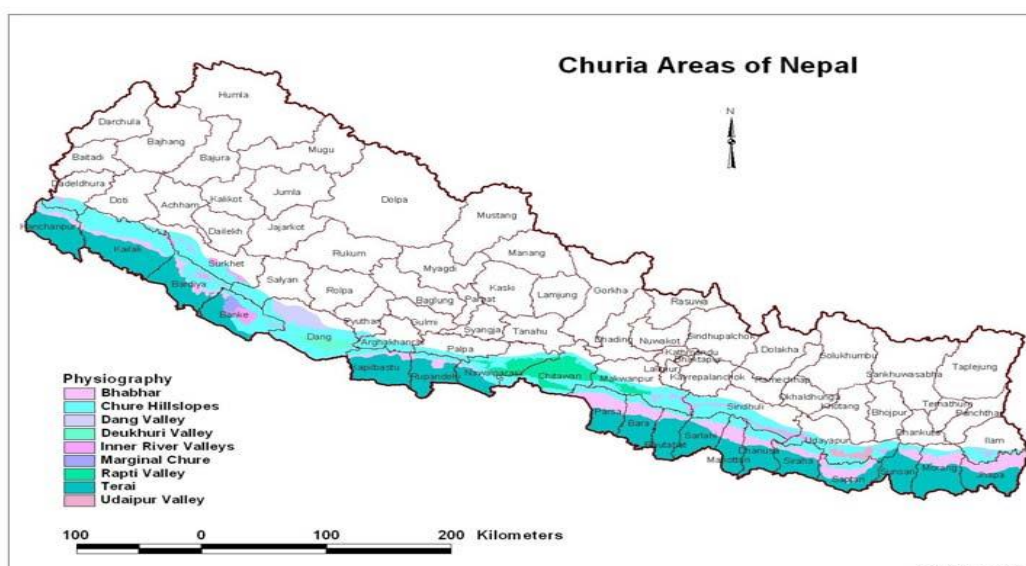 Churia Areas of Nepal
N
Humla
Darchula
Bajhang
Mugu
Baitadi
Bajura
Dadeldhura
Jumla
Doti
Achham
Kalikot
Dolpa
Mustang
Dailekh
Jajarkot
Kanchanpur
Kailali
Rukum
Manang
Surkhet
Myagdi
Salyan
Kaski
Gorkha
Bardiya
Rolpa
Lamjung
Rasuwa
Baglung
Parbat
Banke
Pyuthan
Gulmi
Syangja
Tanahu
Dhading
Nuwakot
Sindhupalchok
Dang
Dolakha
Solukhumbu
Arghakhanchi
Palpa
Kathmandu
Bhaktapur
Lalitpur
Sankhuwasabha
Taplejung
Kapilbastu
Rupandehi
Nawalparasi
Chitawan
Makwanpur
Kavrepalanchok
Ramechhap
Okhaldhunga
Khotang
Bhojpur
Terhathum
Panchthar
Parsa
Bara
Sindhuli
Rautahat
Sarlahi
Dhanusa
Mahottari
Siraha
Udayapur
Dhankuta
Ilam
Saptari
Sunsari
Morang
Jhapa
Physiography
Bhabhar
Chure Hillslopes
Dang Valley
Deukhuri Valley
Inner River Valleys
Marginal Chure
Rapti Valley
Terai
Udaipur Valley
100 0 100 200 Kilometers